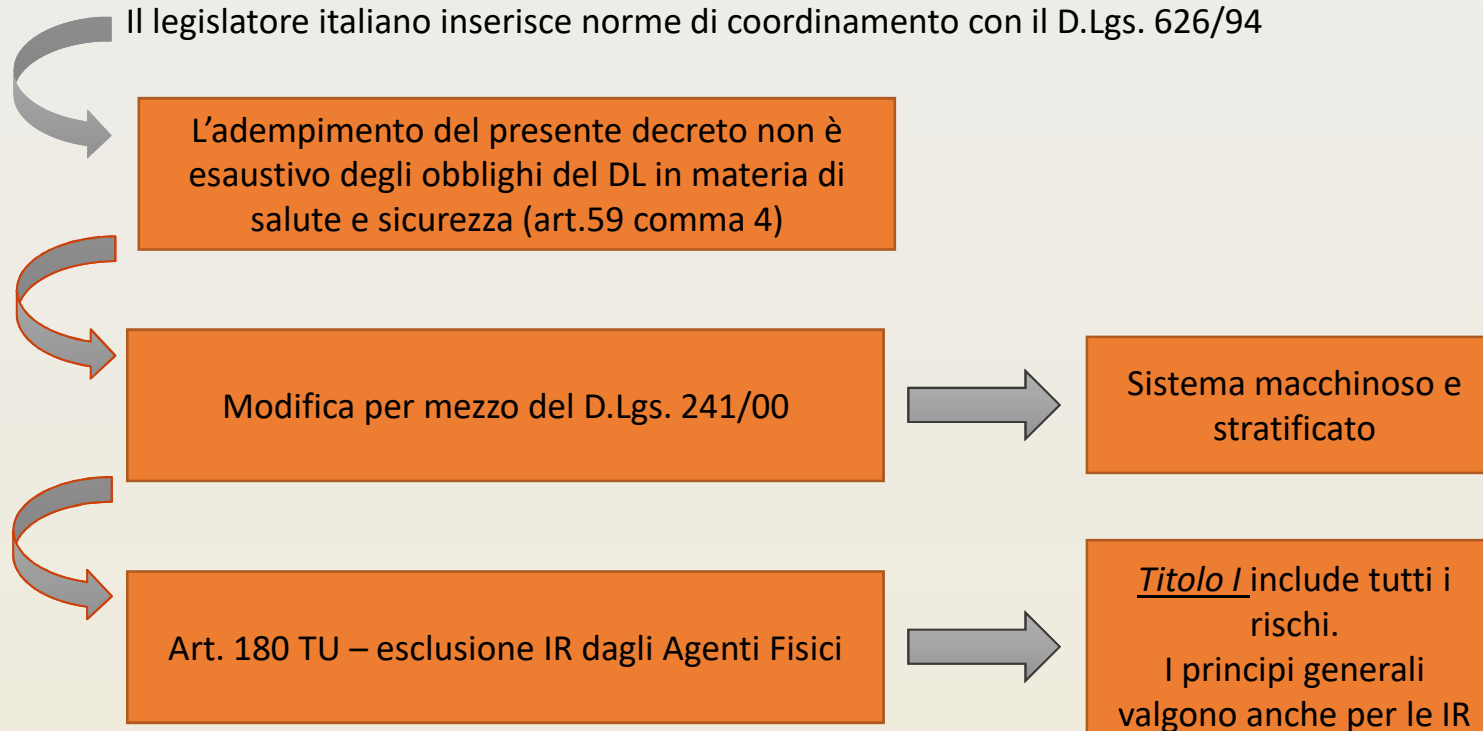 Il legislatore italiano inserisce norme di coordinamento con il D.Lgs. 626/94
L'adempimento del presente decreto non è
esaustivo degli obblighi del DL in materia di
salute e sicurezza (art.59 comma 4)
Modifica per mezzo del D.Lgs. 241/00
Sistema macchinoso e
stratificato
Art. 180 TU – esclusione IR dagli Agenti Fisici
Titolo I include tutti i
rischi.
I principi generali
valgono anche per le IR